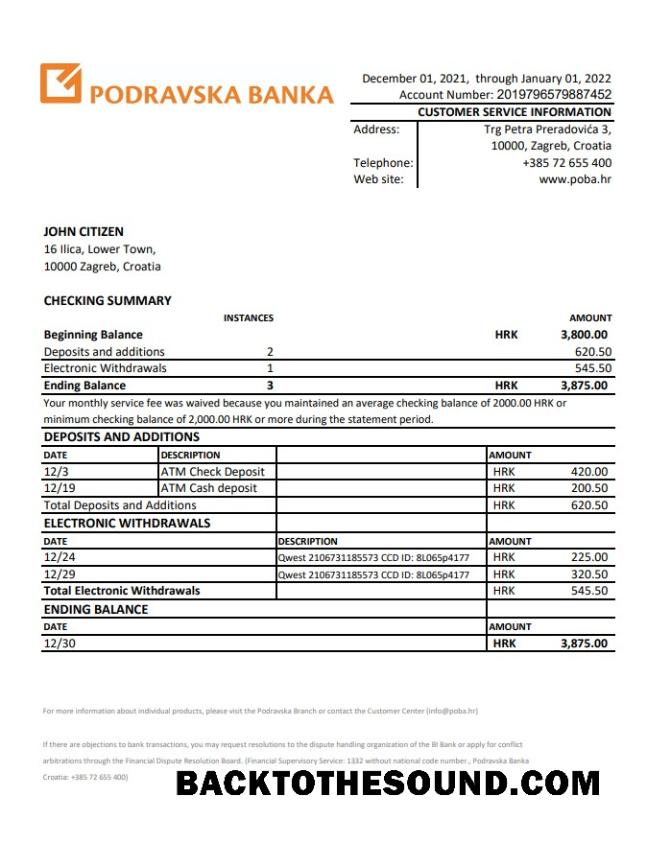 PODRAVSKA BANKA
December 01, 2021, through January 01, 2022
Account Number: 2019796579887452
CUSTOMER SERVICE INFORMATION
Address: Trg Petra Preradovića 3,
10000, Zagreb, Croatia
Telephone: +385 72 655 400
Web site: www.poba.hr
JOHN CITIZEN
16 Ilica, Lower Town,
10000 Zagreb, Croatia
CHECKING SUMMARY
INSTANCES AMOUNT
Beginning Balance HRK 3,800.00
Deposits and additions 2 620.50
Electronic Withdrawals 1 545.50
Ending Balance 3 HRK 3,875.00
Your monthly service fee was waived because you maintained an average checking balance of 2000.00 HRK or
minimum checking balance of 2,000.00 HRK or more during the statement period.
DEPOSITS AND ADDITIONS
DATE DESCRIPTION AMOUNT
12/3 ATM Check Deposit HRK 420.00
12/19 ATM Cash deposit HRK 200.50
Total Deposits and Additions HRK 620.50
ELECTRONIC WITHDRAWALS
DATE DESCRIPTION AMOUNT
12/24 Qwest 2106731185573 CCD ID: 8L065p4177 HRK 225.00
12/29 Qwest 2106731185573 CCD ID: 8L065p4177 HRK 320.50
Total Electronic Withdrawals HRK 545.50
ENDING BALANCE
DATE AMOUNT
12/30 HRK 3,875.00
For more information about individual products, please visit the Podravska Branch or contact the Customer Center (info@poba.hr)
If there are objections to bank transactions, you may request resolutions to the dispute handling organization of the BI Bank or apply for conflict
arbitrations through the Financial Dispute Resolution Board. (Financial Supervisory Service: 1332 without national code number., Podravska Banka
Croatia: +385 72 655 400)
BACKTOTHESOUND.COM